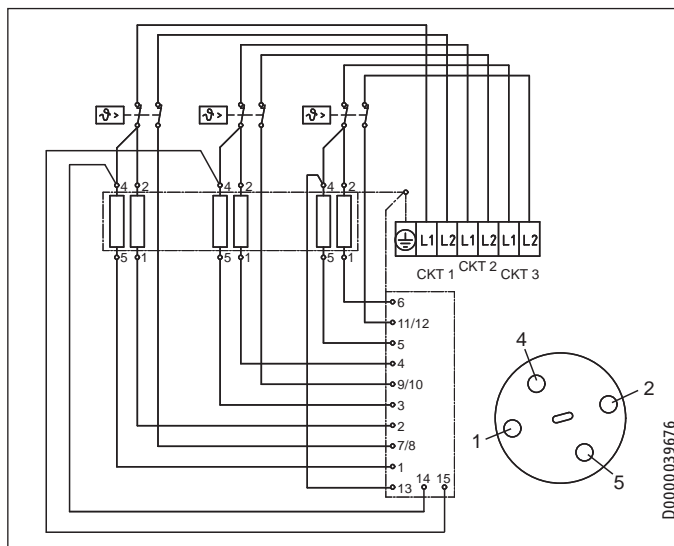 ϑ> ϑ> ϑ>
4 2 4 2 4 2
5 1 5 1 5 1
L1 L2 L1 L2 L1 L2
CKT 1 CKT 2 CKT 3
6
11/12
5
4
9/10
3
2
7/8
1
13 14 15
4
2
1
5
D0000039676